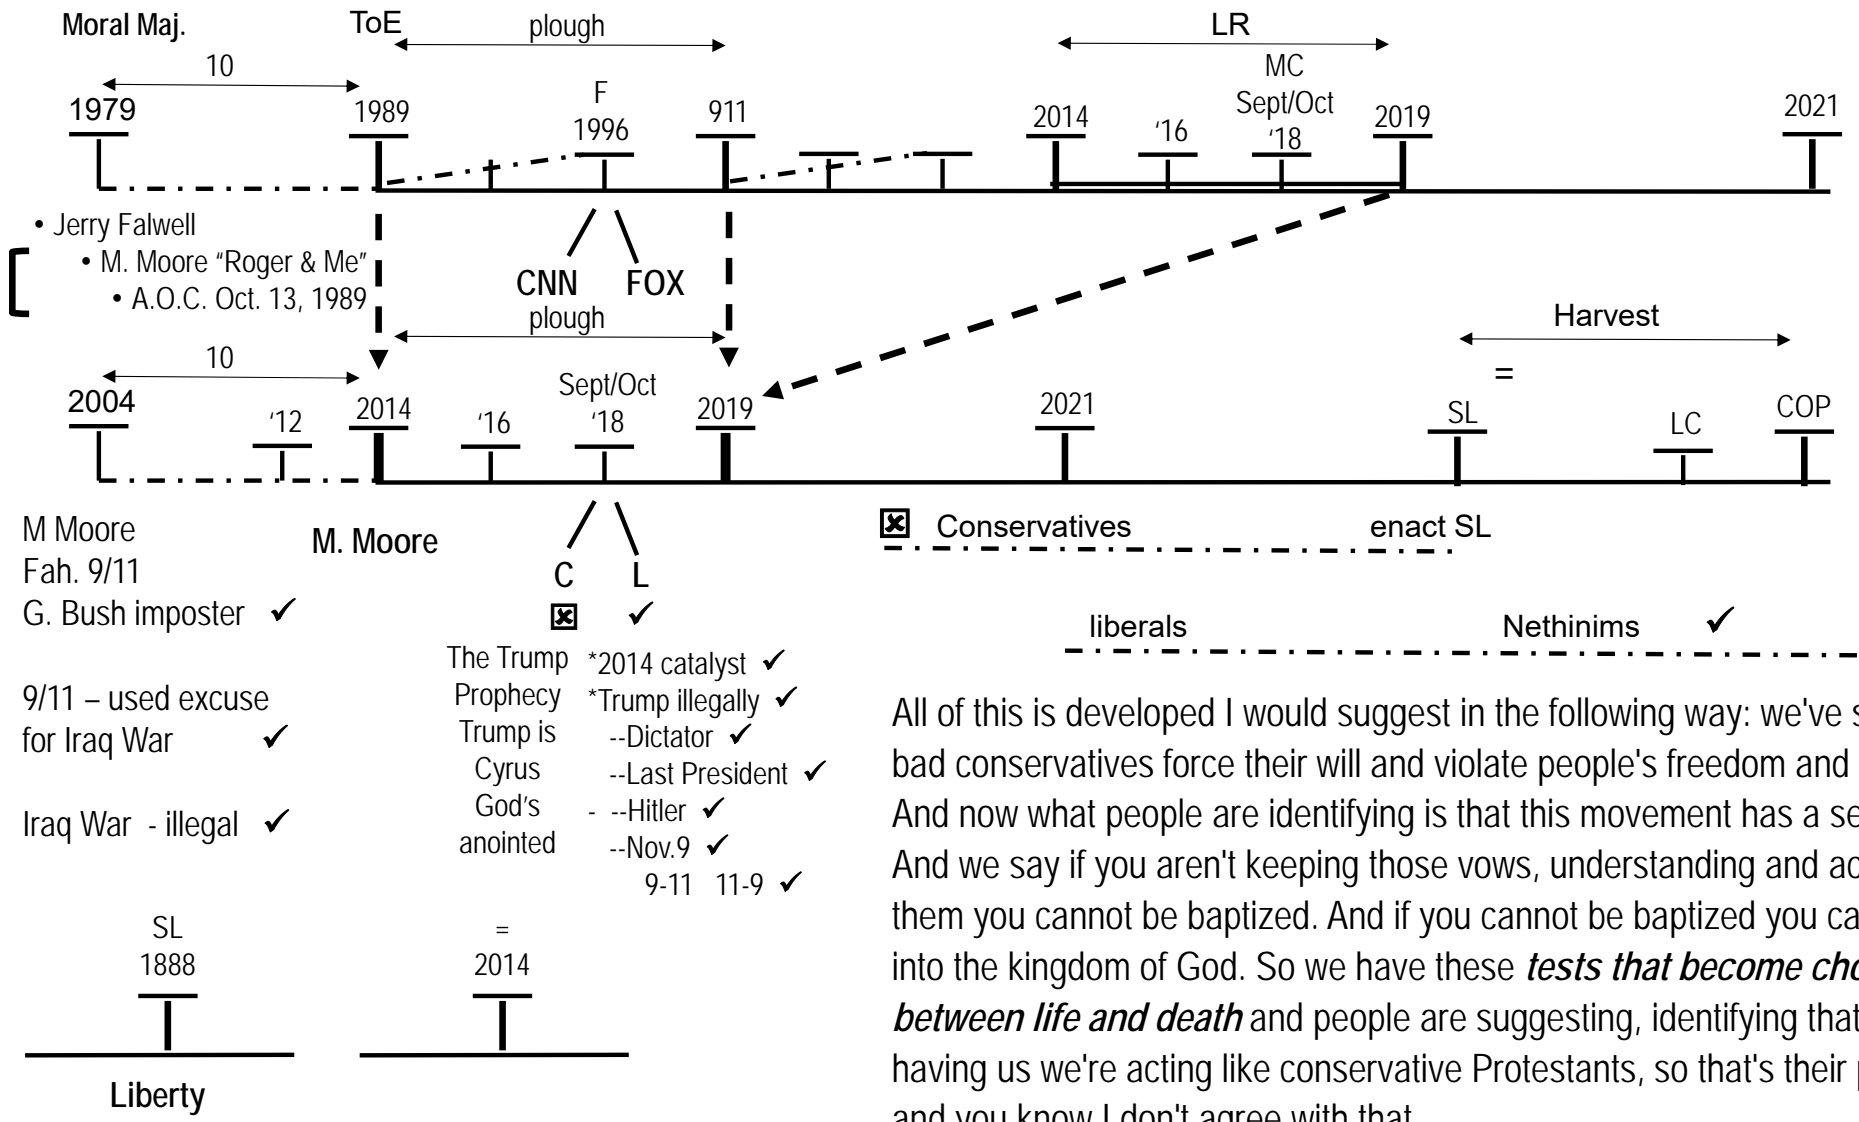 Moral Maj. ToE plough LR
10 F MC
Sept/Oct
1979 1989 1996 911 2014 '16 '18 2019 2021
• Jerry Falwell
• M. Moore "Roger & Me"
• A.O.C. Oct. 13, 1989
CNN FOX
plough
Harvest
10 Sept/Oct =
2004 '12 2014 '16 '18 2019 2021 SL LC COP
M Moore
Fah. 9/11
G. Bush imposter ✓
9/11 – used excuse
for Iraq War ✓
Iraq War - illegal ✓
M. Moore
C L
☒ ✓
The Trump
Prophecy
Trump is
Cyrus
God's
anointed
*2014 catalyst ✓
*Trump illegally ✓
--Dictator ✓
--Last President ✓
- --Hitler ✓
--Nov.9 ✓
9-11 11-9 ✓
☒ Conservatives enact SL
liberals Nethinims ✓
SL =
1888 2014
Liberty
All of this is developed I would suggest in the following way: we've
bad conservatives force their will and violate people's freedom and
And now what people are identifying is that this movement has a
And we say if you aren't keeping those vows, understanding and
them you cannot be baptized. And if you cannot be baptized you
into the kingdom of God. So we have these tests that become
between life and death and people are suggesting, identifying that
having us we're acting like conservative Protestants, so that's their
and you know I don't agree with that